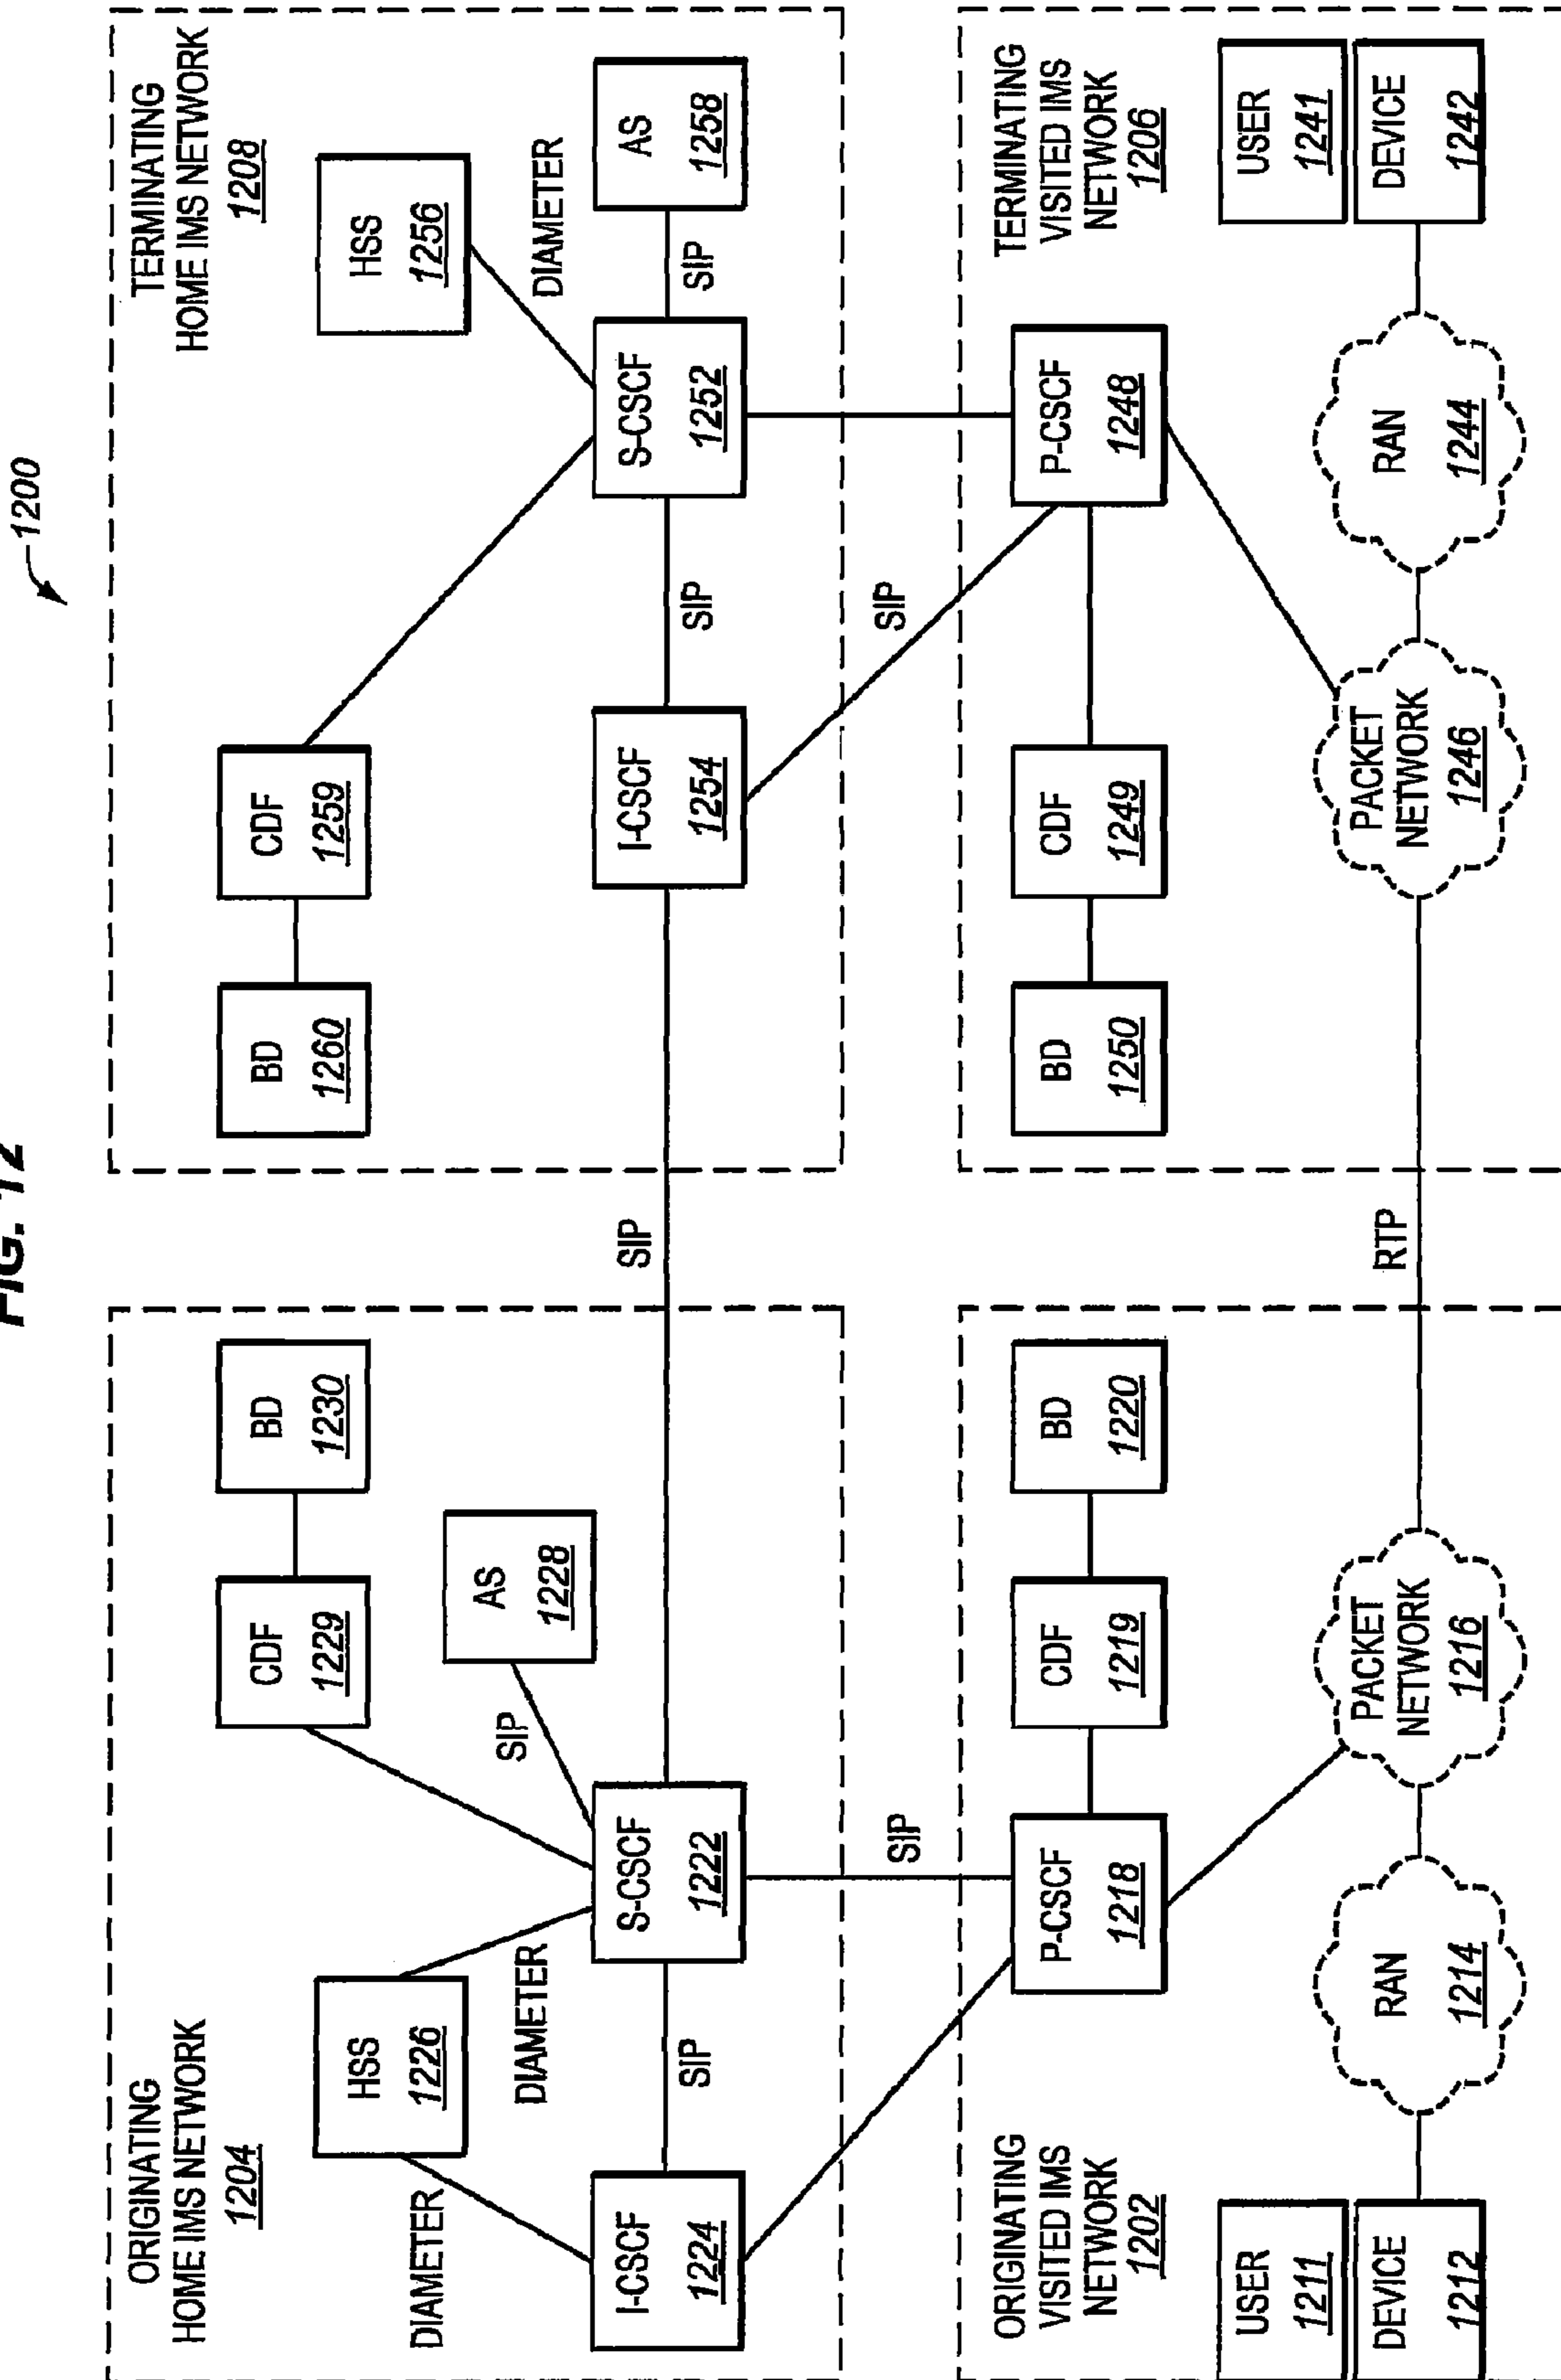 FIG. 12
1200
ORIGINATING
HOME IMS NETWORK
1204
HSS
1226
DIAMETER
DIAMETER
I-CSCF
1224
SIP
S-CSCF
1222
SIP
AS
1228
CDF
1229
BD
1230
SIP
TERMINATING
HOME IMS NETWORK
1208
BD
1260
CDF
1259
HSS
1256
DIAMETER
I-CSCF
1254
SIP
S-CSCF
1252
SIP
AS
1258
SIP
SIP
ORIGINATING
VISITED IMS
NETWORK
1202
P-CSCF
1218
CDF
1219
BD
1220
USER
1211
DEVICE
1212
RAN
1214
PACKET
NETWORK
1216
RTP
TERMINATING
VISITED IMS
NETWORK
1206
BD
1250
CDF
1249
P-CSCF
1248
PACKET
NETWORK
1246
RAN
1244
USER
1241
DEVICE
1242